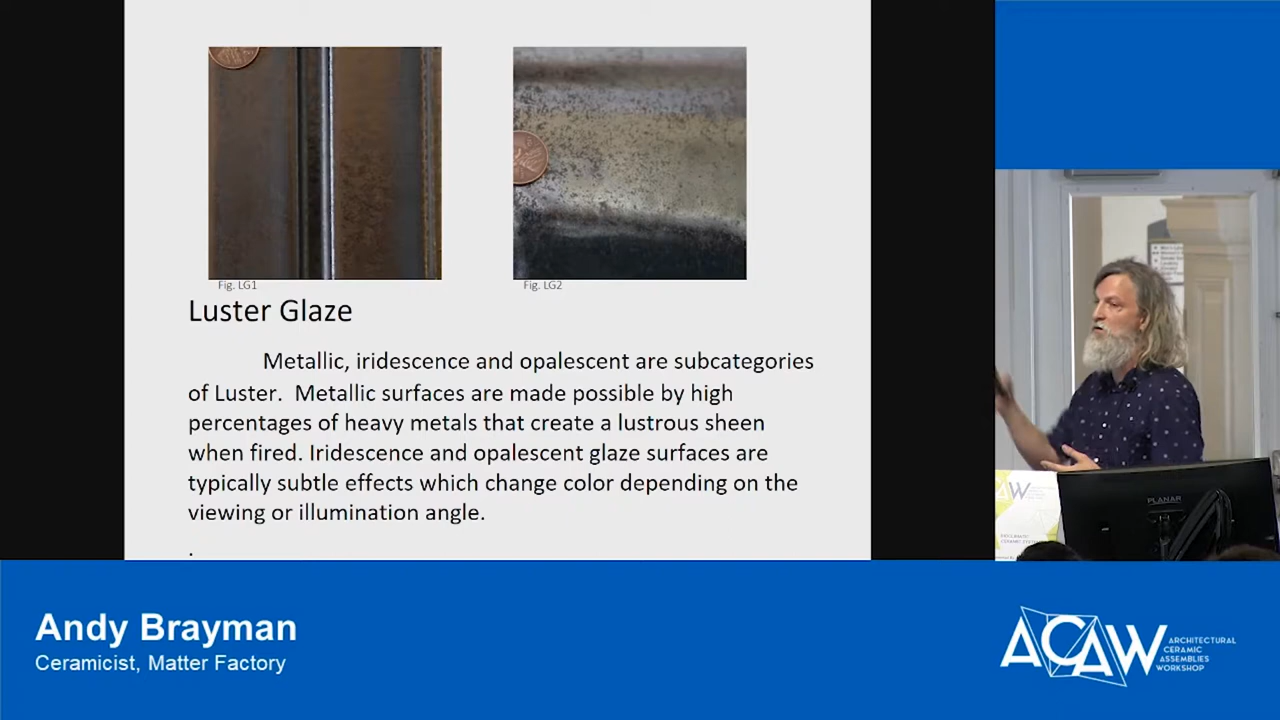 Fig. LG1
Fig. LG2
Luster Glaze
Metallic, iridescence and opalescent are subcategories
of Luster. Metallic surfaces are made possible by high
percentages of heavy metals that create a lustrous sheen
when fired. Iridescence and opalescent glaze surfaces are
typically subtle effects which change color depending on the
viewing or illumination angle.
.
PLANAR
Andy Brayman
Ceramicist, Matter Factory
ACAW
ARCHITECTURAL
CERAMIC
ASSEMBLIES
WORKSHOP